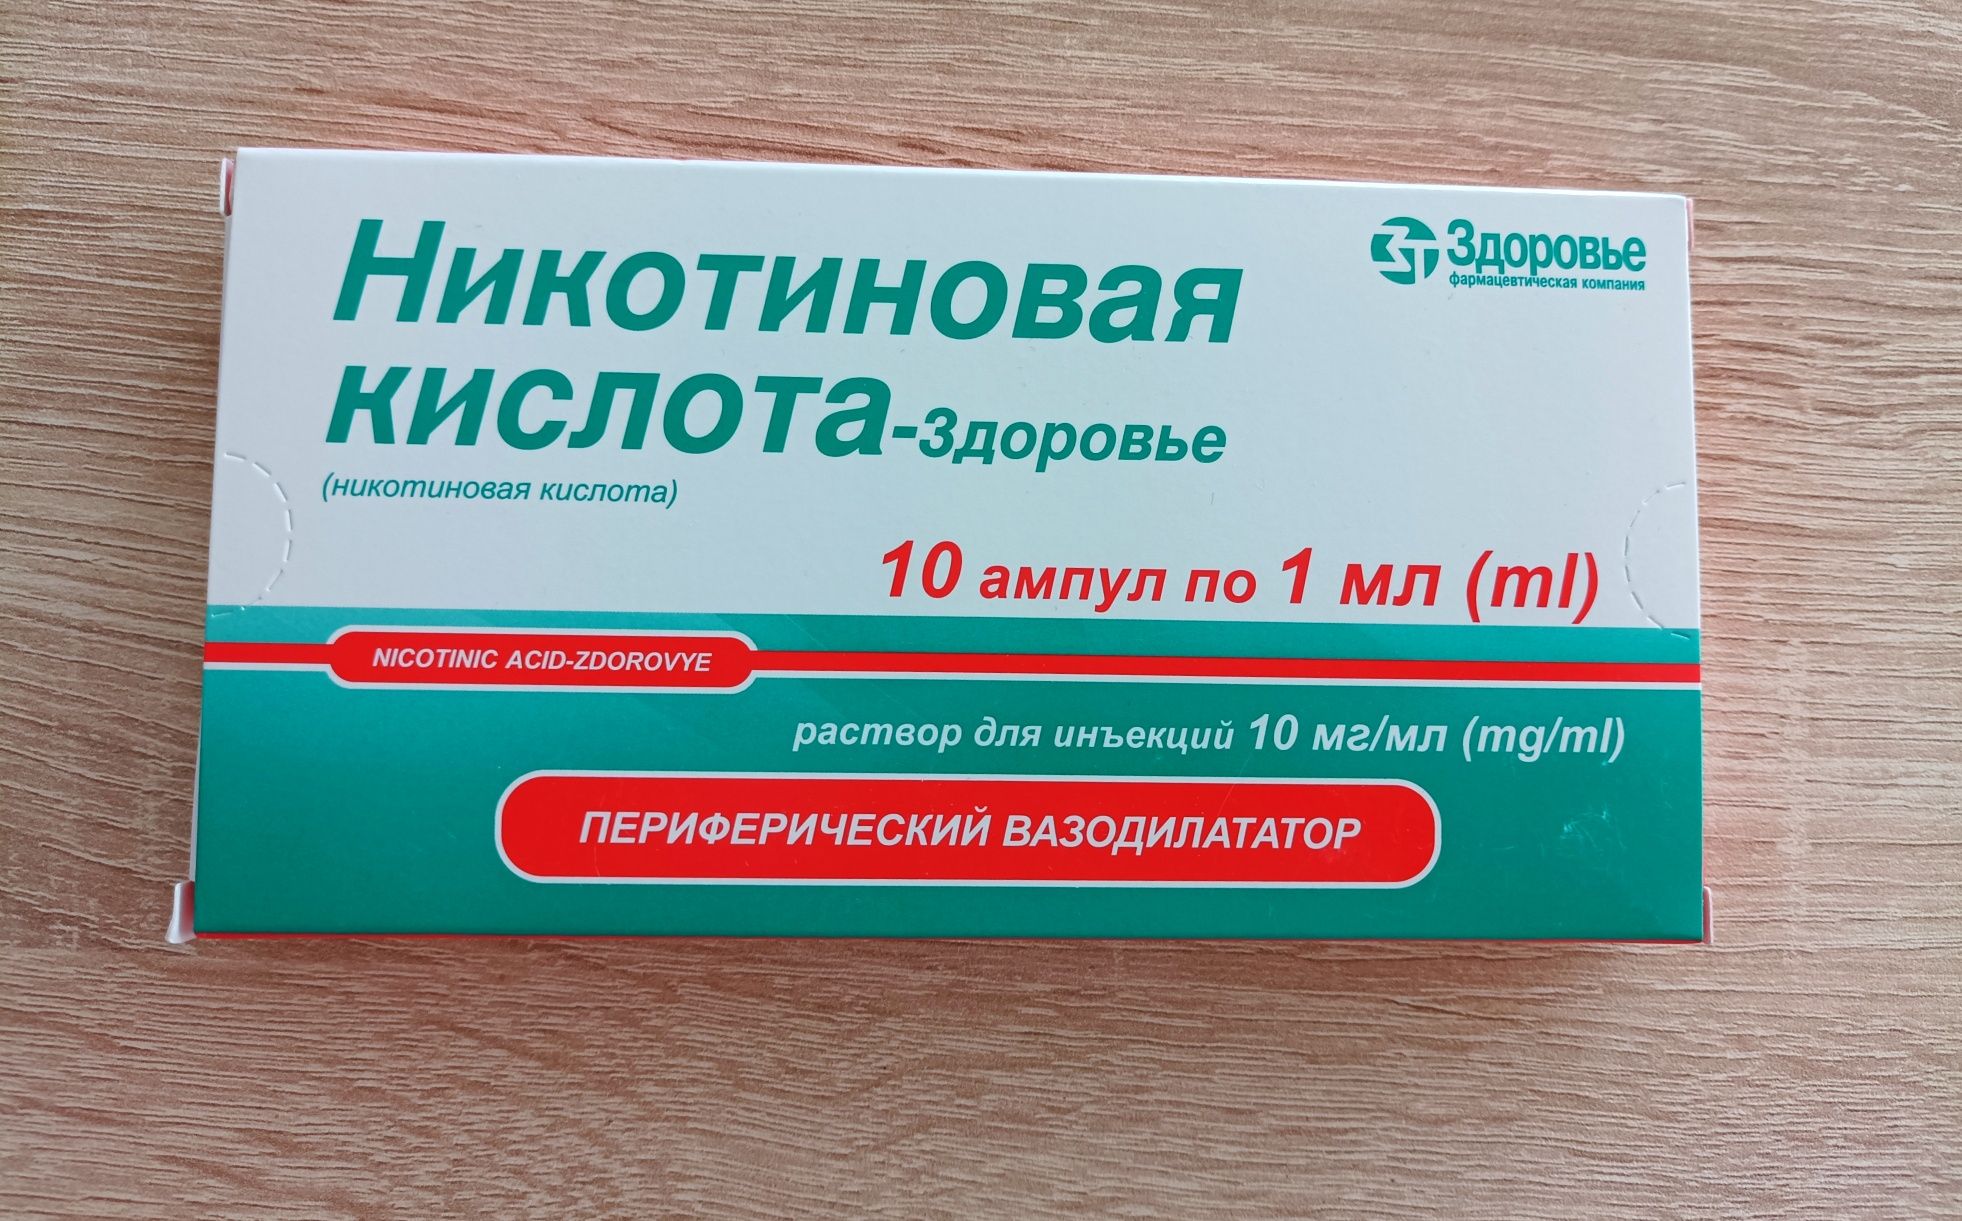 Здоровье
фармацевтическая компания
Никотиновая
кислота-Здоровье
(никотиновая кислота)
10 ампул по 1 мл (ml)
NICOTINIC ACID-ZDOROVYE
раствор для инъекций 10 мг/мл (mg/ml)
ПЕРИФЕРИЧЕСКИЙ ВАЗОДИЛАТАТОР